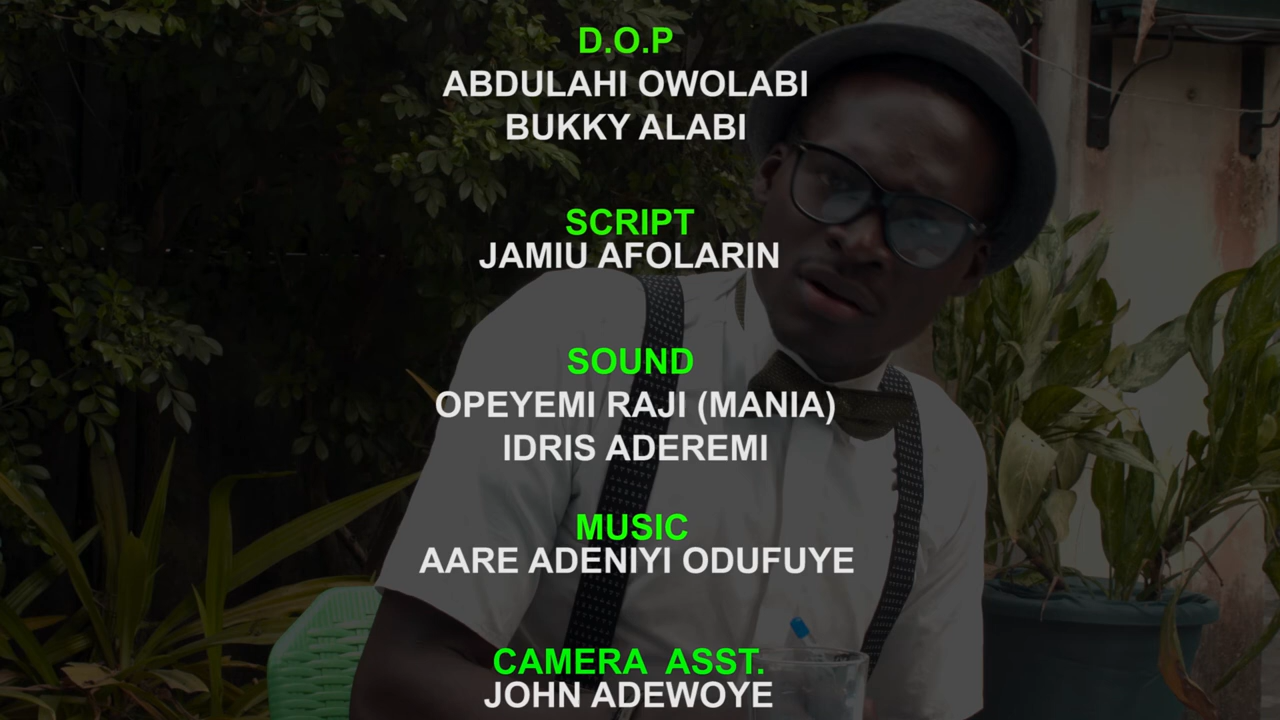 D.O.P
ABDULAHI OWOLABI
BUKKY ALABI
SCRIPT
JAMIU AFOLARIN
SOUND
OPEYEMI RAJI (MANIA)
IDRIS ADEREMI
MUSIC
AARE ADENIYI ODUFUYE
CAMERA ASST.
JOHN ADEWOYE